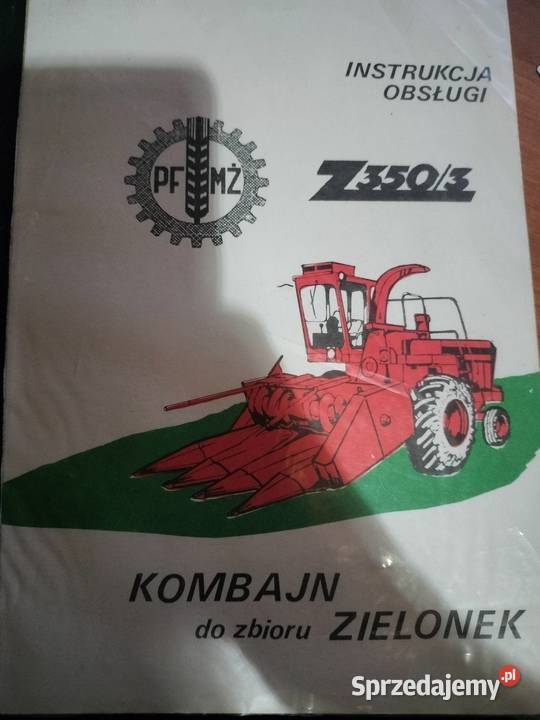 INSTRUKCJA
OBSŁUGI
PF MŻ
Z350/3
KOMBAJN
do zbioru ZIELONEK
Sprzedajemy.pl